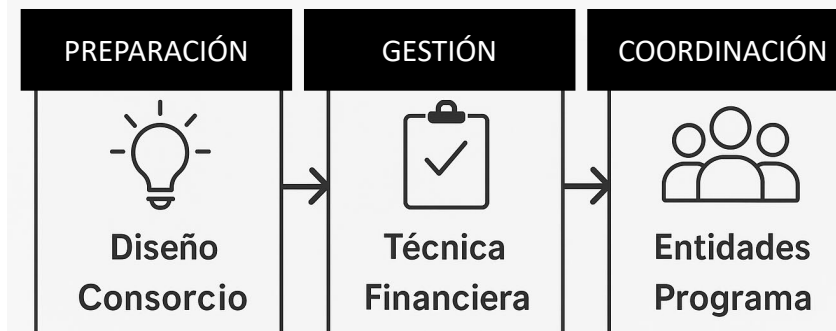 PREPARACIÓN
Diseño
Consorcio
GESTIÓN
Técnica
Financiera
COORDINACIÓN
Entidades
Programa